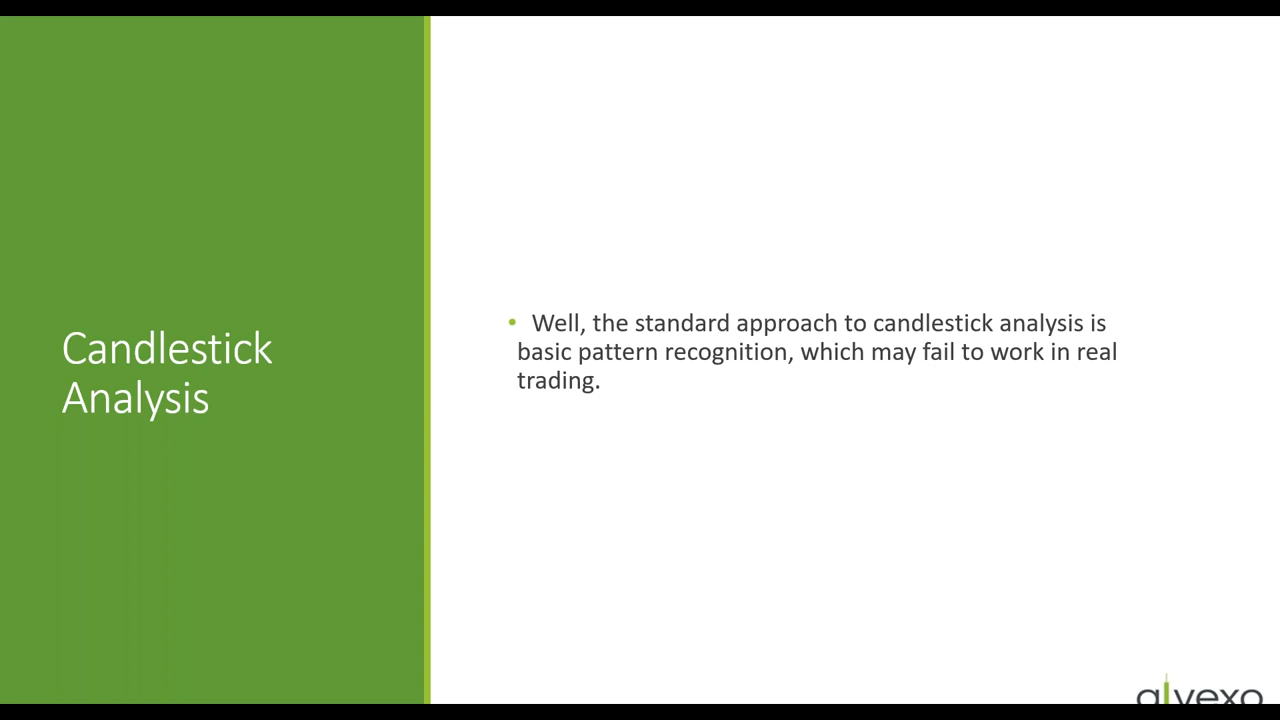 Candlestick
Analysis
• Well, the standard approach to candlestick analysis is
basic pattern recognition, which may fail to work in real
trading.
alvexo